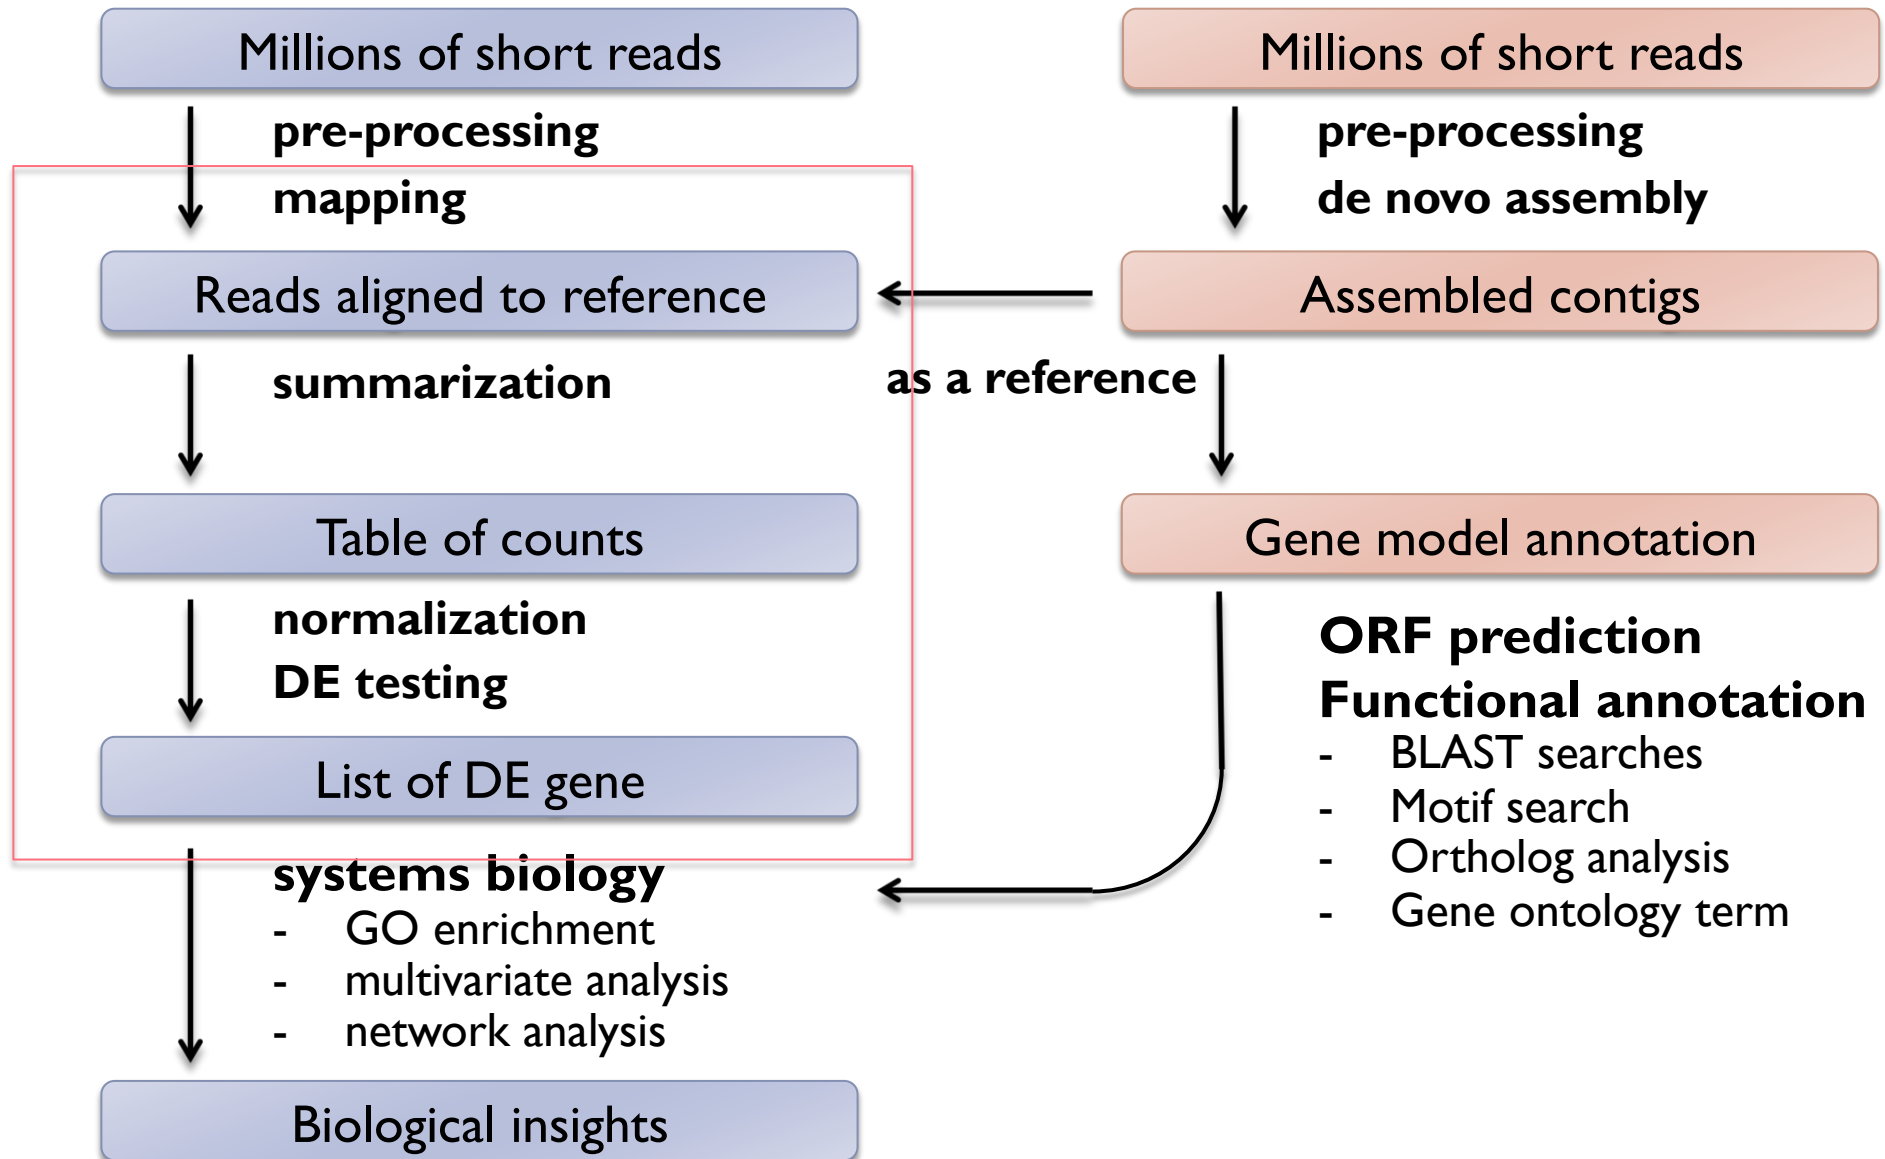 Millions of short reads
pre-processing
mapping
Reads aligned to reference
summarization
Table of counts
normalization
DE testing
List of DE gene
systems biology
- GO enrichment
- multivariate analysis
- network analysis
Biological insights
Millions of short reads
pre-processing
de novo assembly
Assembled contigs
as a reference
Gene model annotation
ORF prediction
Functional annotation
- BLAST searches
- Motif search
- Ortholog analysis
- Gene ontology term